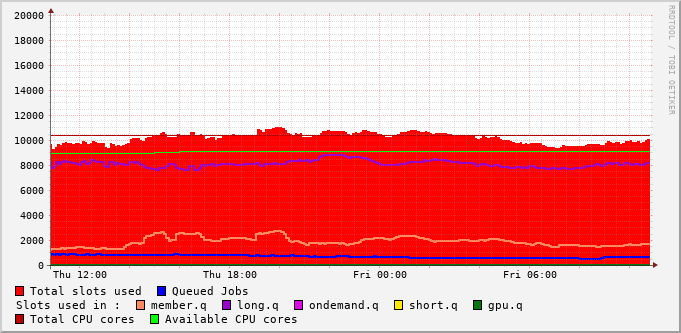 RRDTOOL / TOBI OETIKER
20000
18000
16000
14000
12000
10000
8000
6000
4000
2000
0
Thu 12:00 Thu 18:00 Fri 00:00 Fri 06:00
Total slots used Queued Jobs
Slots used in : member.q long.q ondemand.q short.q gpu.q
Total CPU cores Available CPU cores